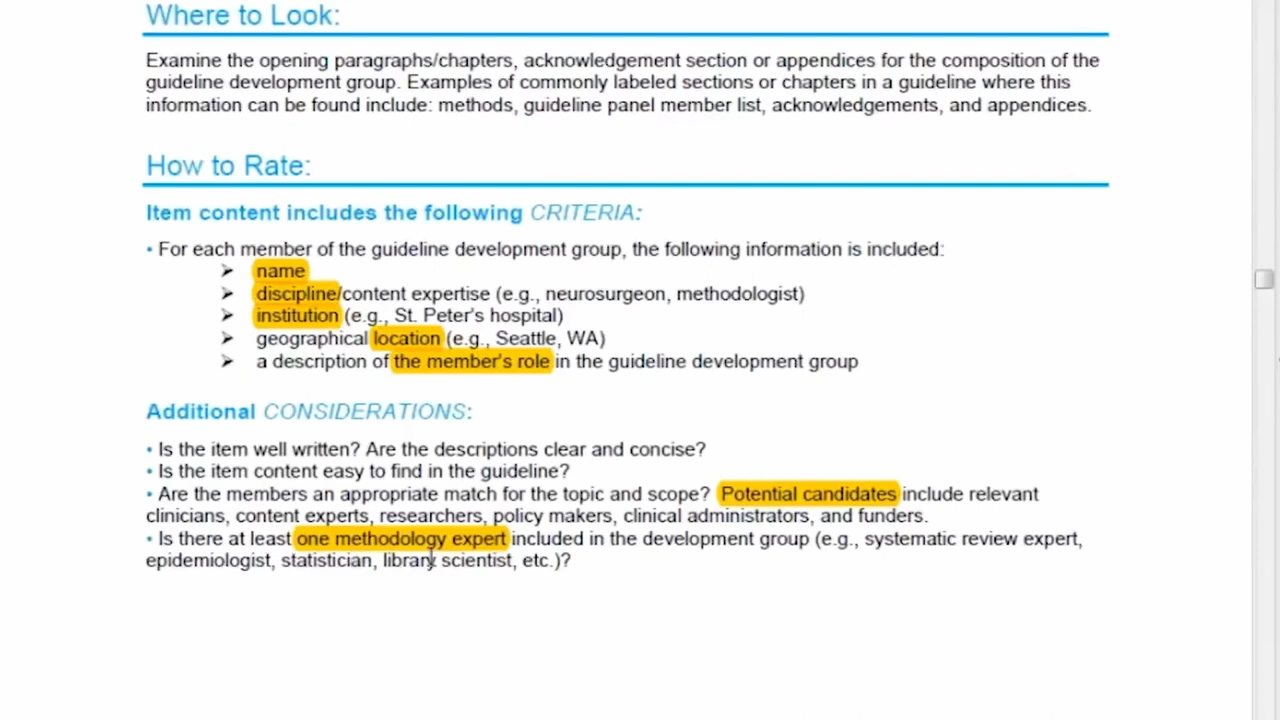 Where to Look:
Examine the opening paragraphs/chapters, acknowledgement section or appendices for the composition of the
guideline development group. Examples of commonly labeled sections or chapters in a guideline where this
information can be found include: methods, guideline panel member list, acknowledgements, and appendices.
How to Rate:
Item content includes the following CRITERIA:
• For each member of the guideline development group, the following information is included:
➢ name
➢ discipline/content expertise (e.g., neurosurgeon, methodologist)
➢ institution (e.g., St. Peter's hospital)
➢ geographical location (e.g., Seattle, WA)
➢ a description of the member's role in the guideline development group
Additional CONSIDERATIONS:
• Is the item well written? Are the descriptions clear and concise?
• Is the item content easy to find in the guideline?
• Are the members an appropriate match for the topic and scope? Potential candidates include relevant
clinicians, content experts, researchers, policy makers, clinical administrators, and funders.
• Is there at least one methodology expert included in the development group (e.g., systematic review expert,
epidemiologist, statistician, library scientist, etc.)?